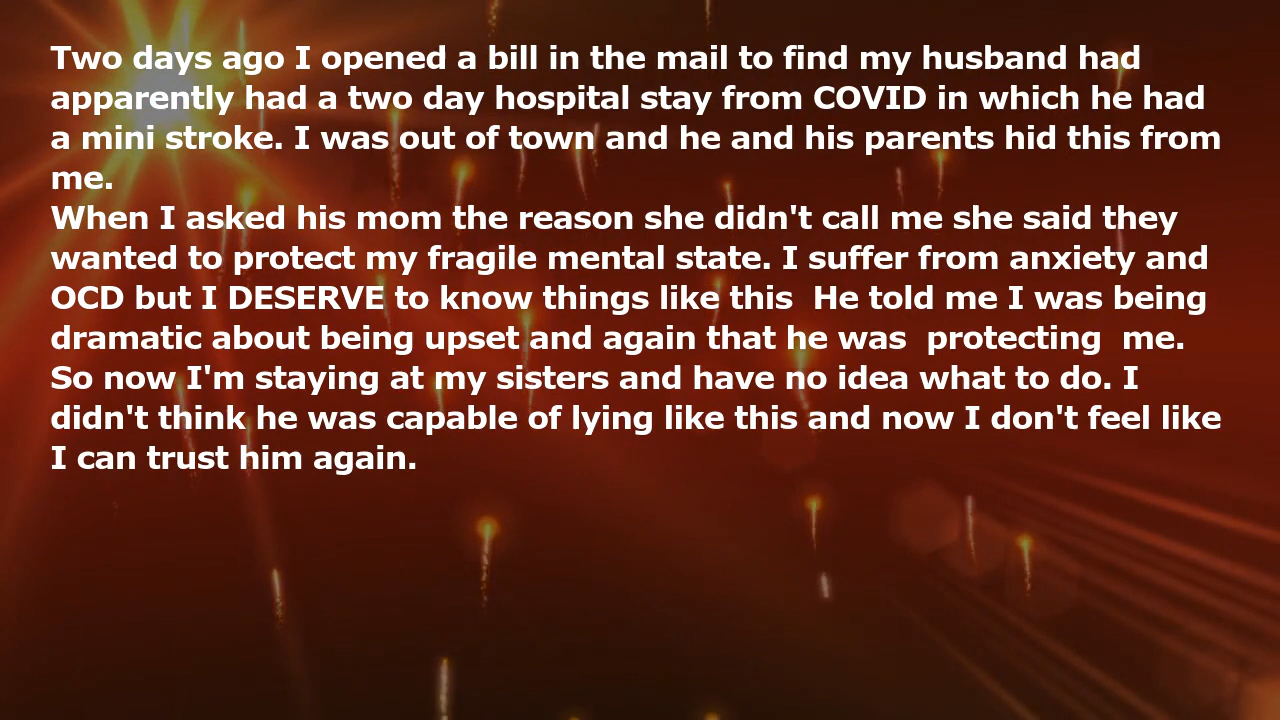 Two days ago I opened a bill in the mail to find my husband had
apparently had a two day hospital stay from COVID in which he had
a mini stroke. I was out of town and he and his parents hid this from
me.
When I asked his mom the reason she didn't call me she said they
wanted to protect my fragile mental state. I suffer from anxiety and
OCD but I DESERVE to know things like this  He told me I was being
dramatic about being upset and again that he was  protecting  me.
So now I'm staying at my sisters and have no idea what to do. I
didn't think he was capable of lying like this and now I don't feel like
I can trust him again.